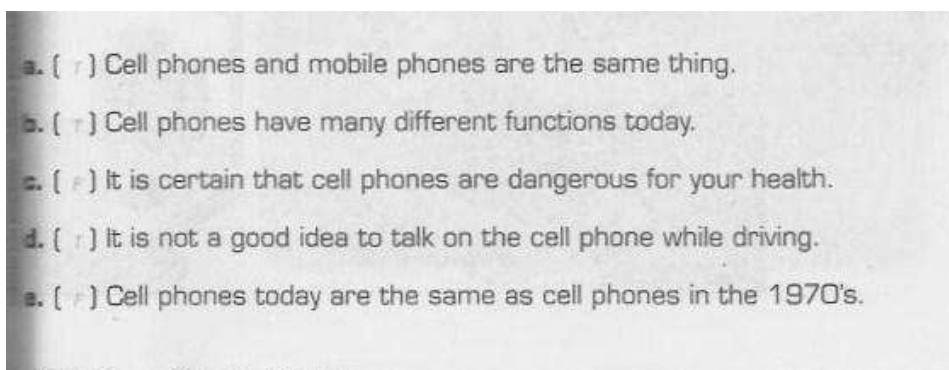 a. ( T ) Cell phones and mobile phones are the same thing.
b. ( T ) Cell phones have many different functions today.
c. ( F ) It is certain that cell phones are dangerous for your health.
d. ( T ) It is not a good idea to talk on the cell phone while driving.
e. ( F ) Cell phones today are the same as cell phones in the 1970's.